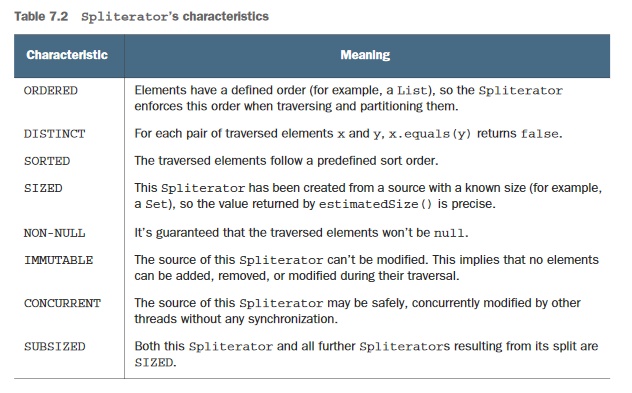 Table 7.2 Spliterator's characteristics
Characteristic Meaning
ORDERED Elements have a defined order (for example, a List), so the Spliterator
enforces this order when traversing and partitioning them.
DISTINCT For each pair of traversed elements x and y, x.equals(y) returns false.
SORTED The traversed elements follow a predefined sort order.
SIZED This Spliterator has been created from a source with a known size (for example,
a Set), so the value returned by estimatedSize() is precise.
NON-NULL It's guaranteed that the traversed elements won't be null.
IMMUTABLE The source of this Spliterator can't be modified. This implies that no elements
can be added, removed, or modified during their traversal.
CONCURRENT The source of this Spliterator may be safely, concurrently modified by other
threads without any synchronization.
SUBSIZED Both this Spliterator and all further Spliterators resulting from its split are
SIZED.